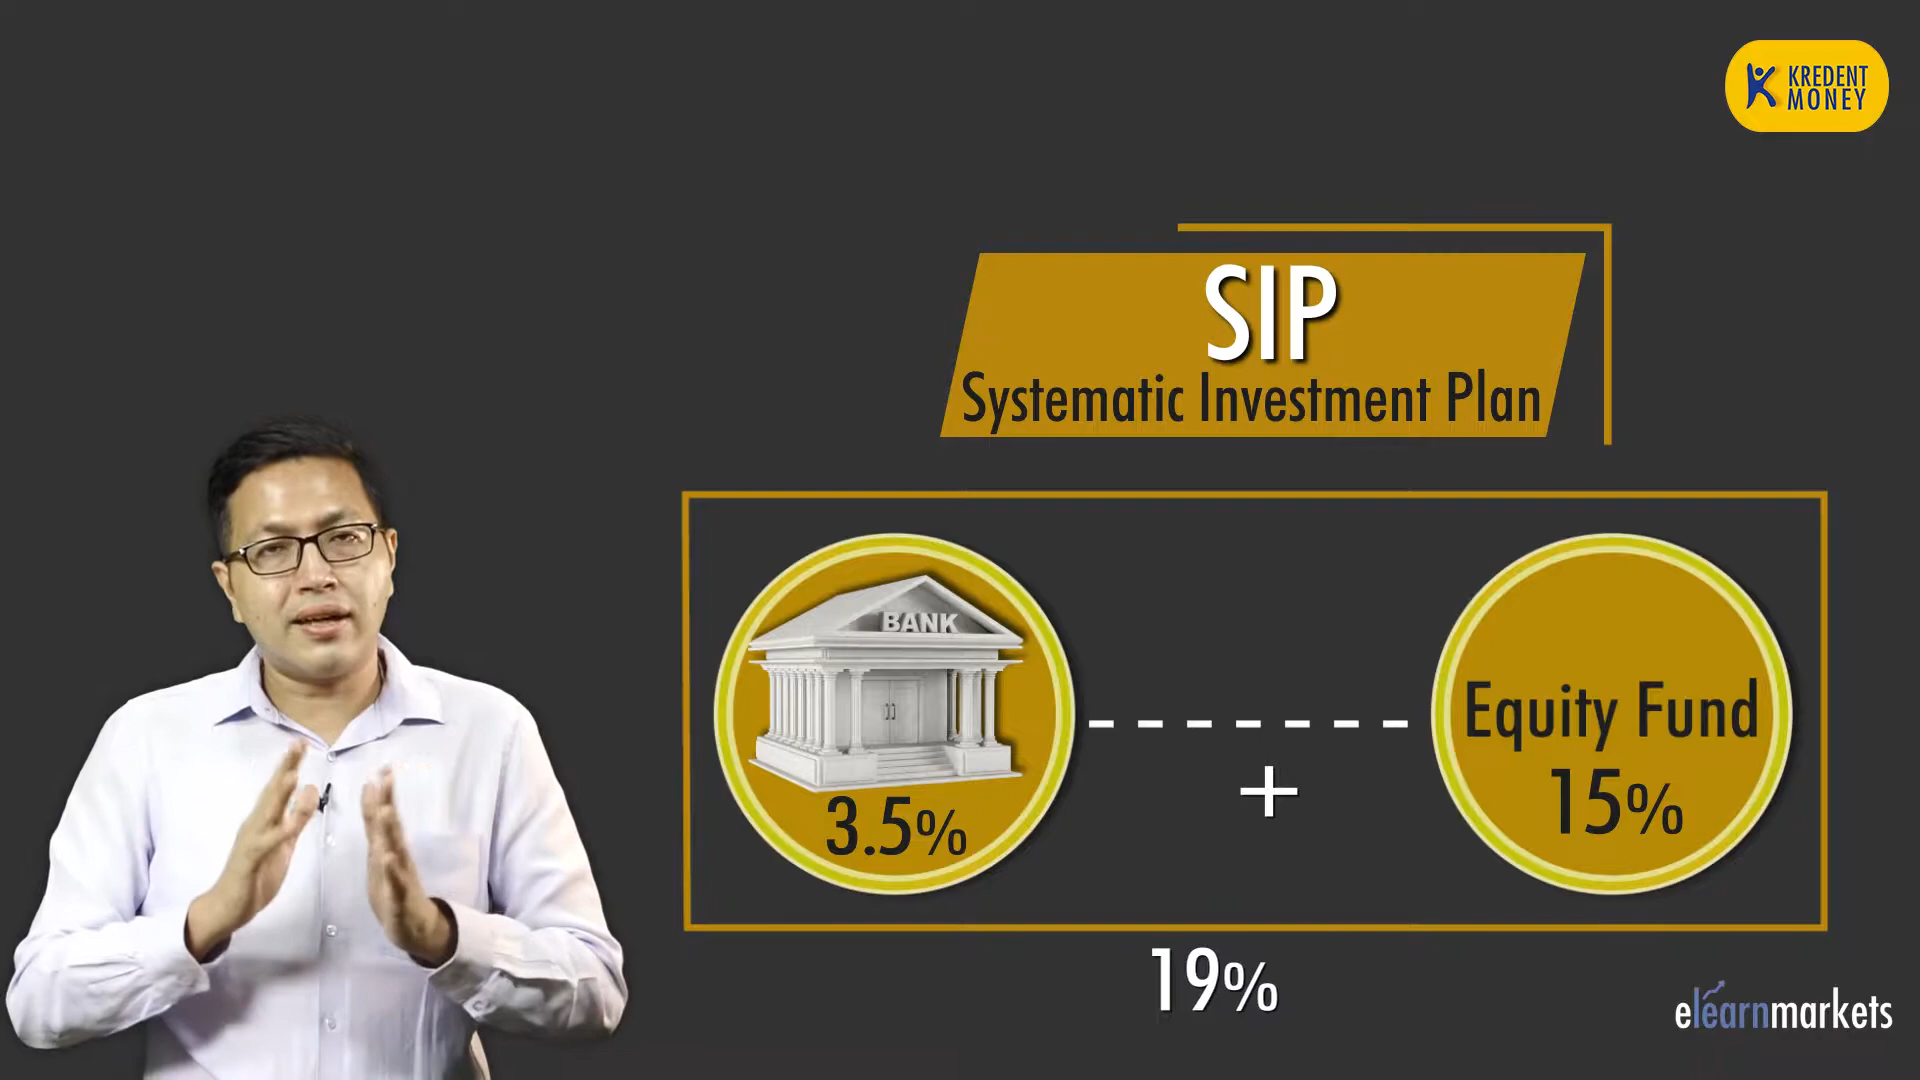 KREDENT
MONEY
SIP
Systematic Investment Plan
BANK
3.5%
+
Equity Fund
15%
19%
elearnmarkets